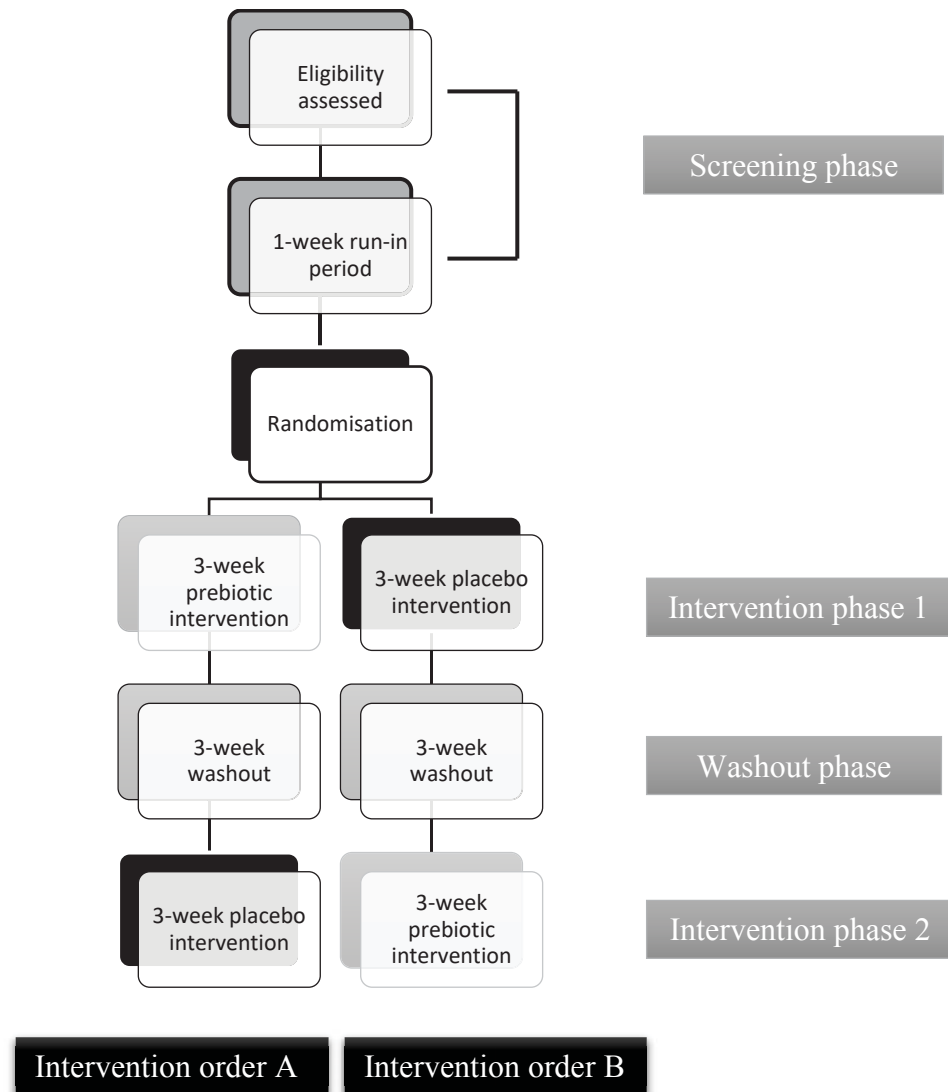 Eligibility
assessed
Screening phase
1-week run-in
period
Randomisation
3-week
prebiotic
intervention
3-week placebo
intervention
Intervention phase 1
3-week
washout
3-week
washout
Washout phase
3-week placebo
intervention
3-week
prebiotic
intervention
Intervention phase 2
Intervention order A
Intervention order B